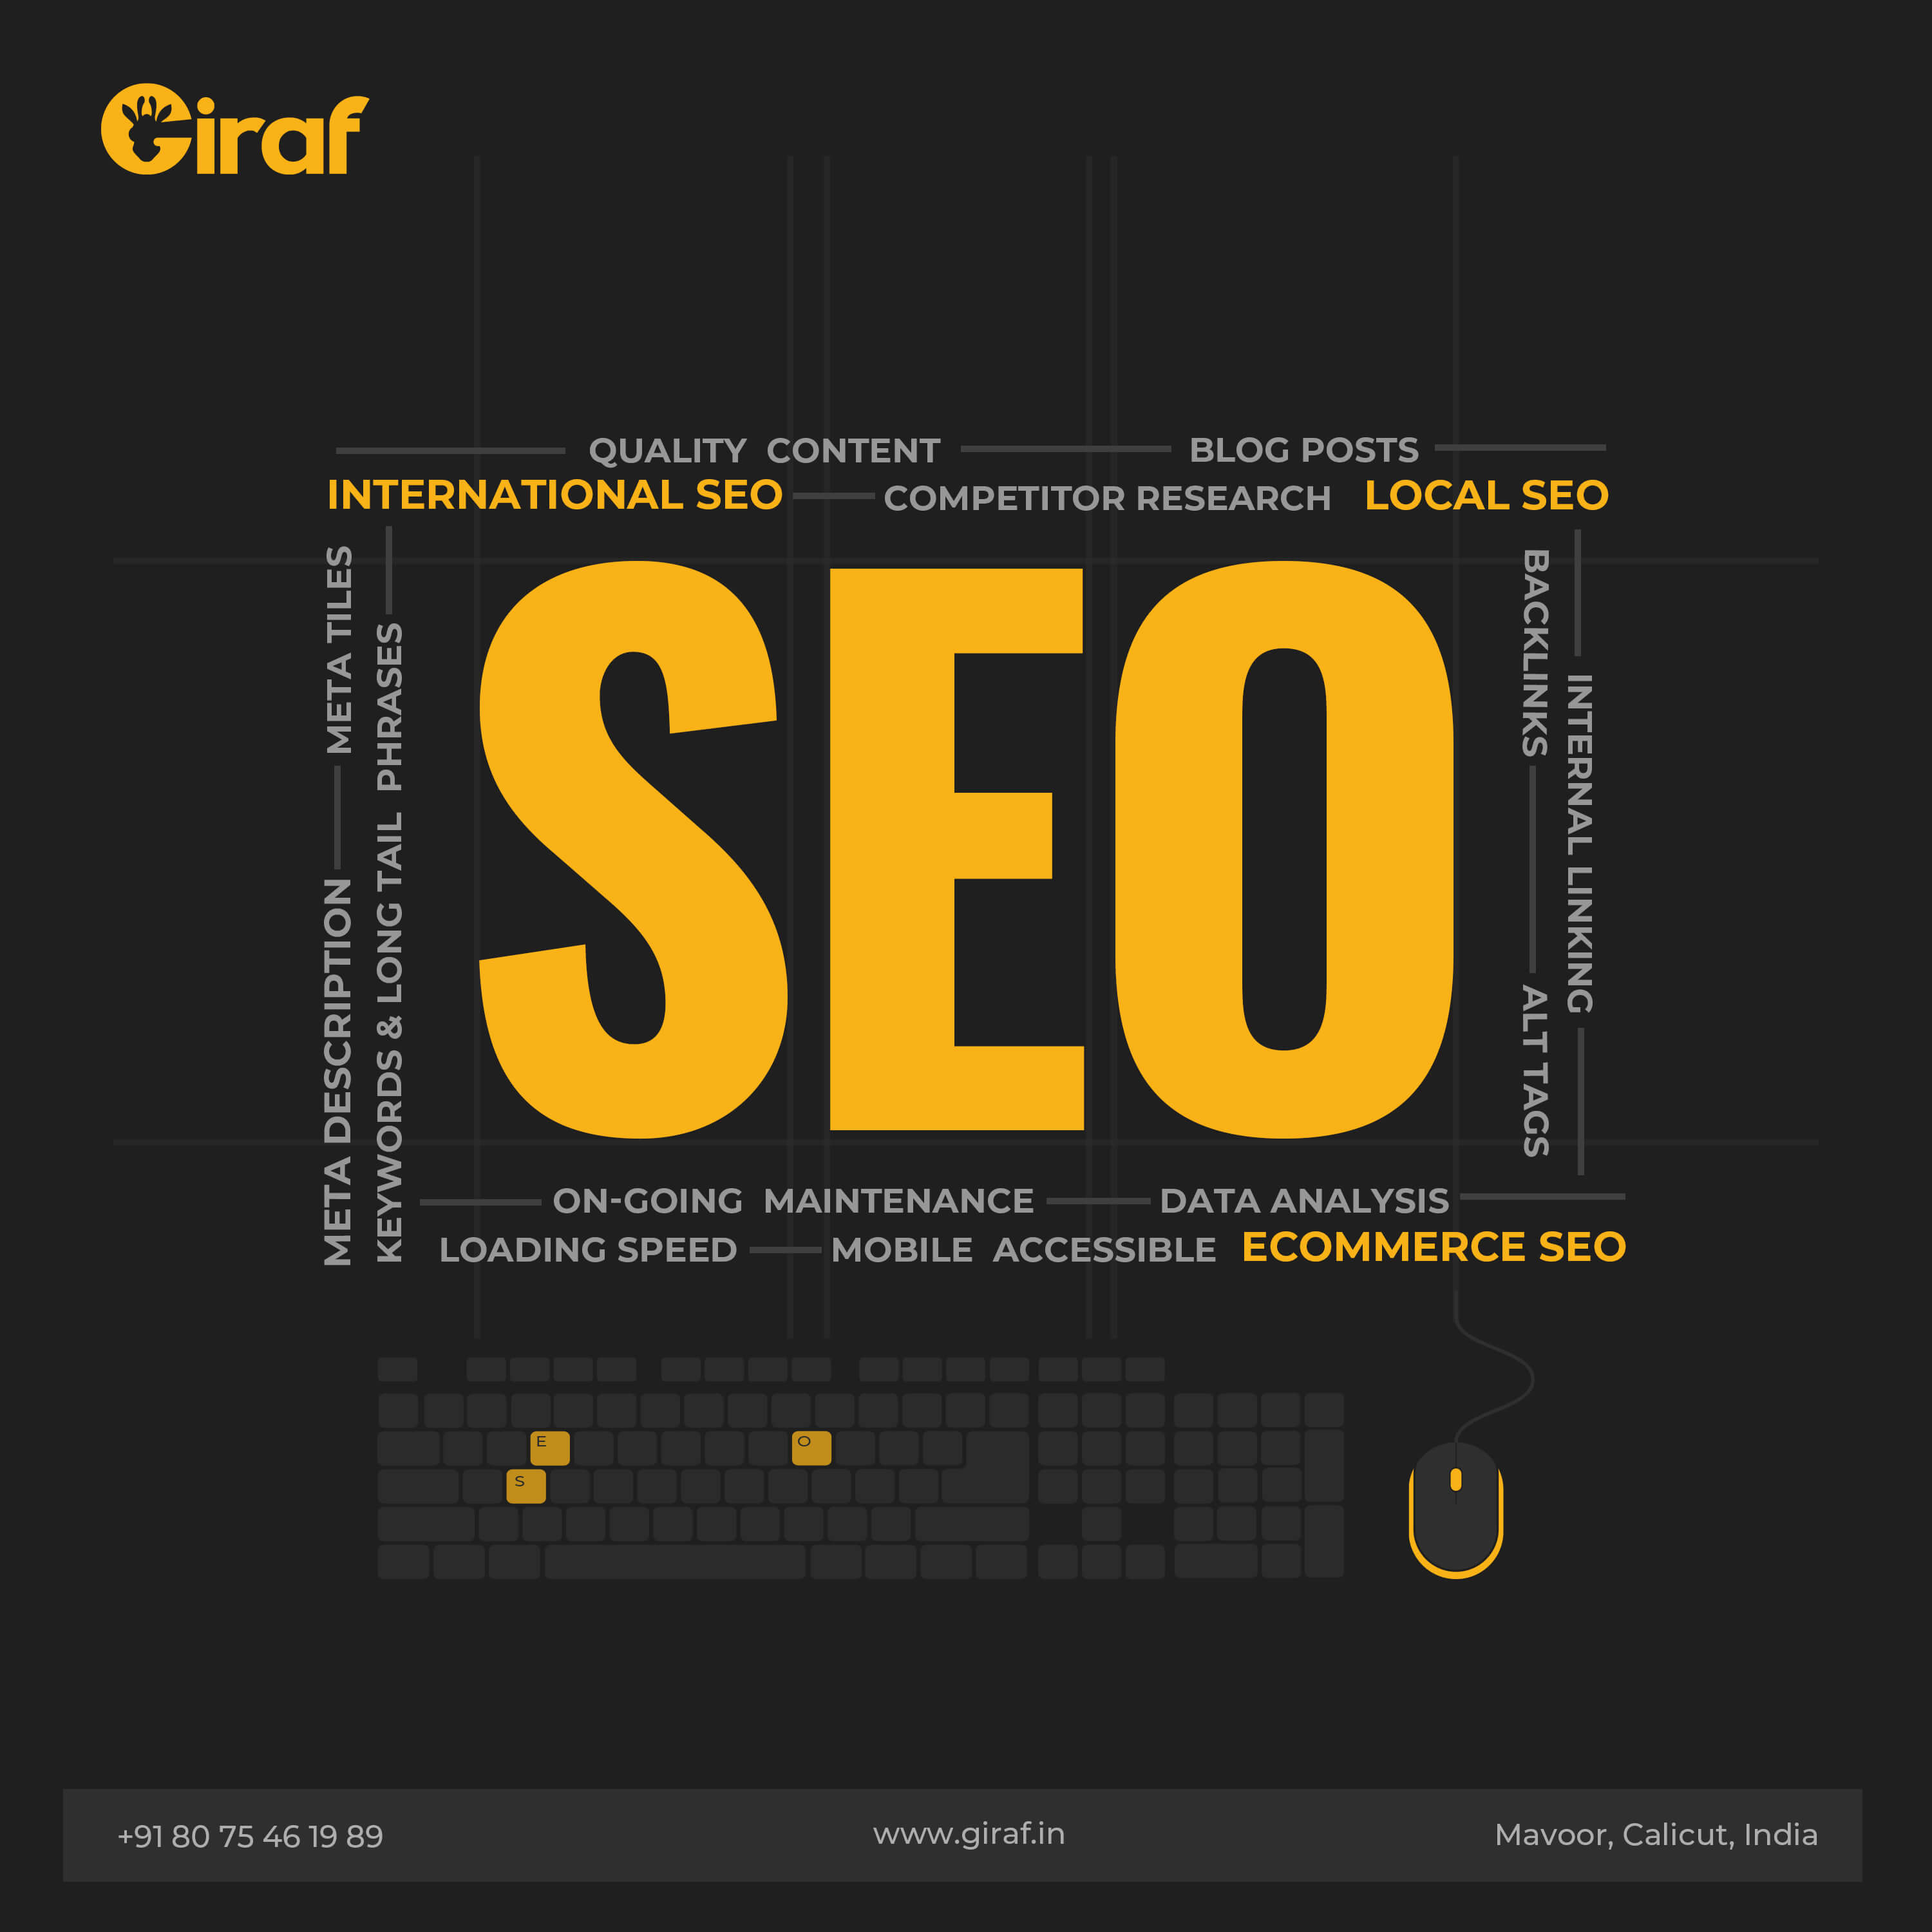 Giraf
QUALITY CONTENT
BLOG POSTS
INTERNATIONAL SEO
COMPETITOR RESEARCH
LOCAL SEO
META TILES
META DESCRIPTION
KEYWORDS & LONG TAIL PHRASES
SEO
BACKLINKS
ALT TAGS
INTERNAL LINKING
ON-GOING MAINTENANCE
DATA ANALYSIS
LOADING SPEED
MOBILE ACCESSIBLE
ECOMMERCE SEO
E
O
S
+91 80 75 46 19 89
www.giraf.in
Mavoor, Calicut, India